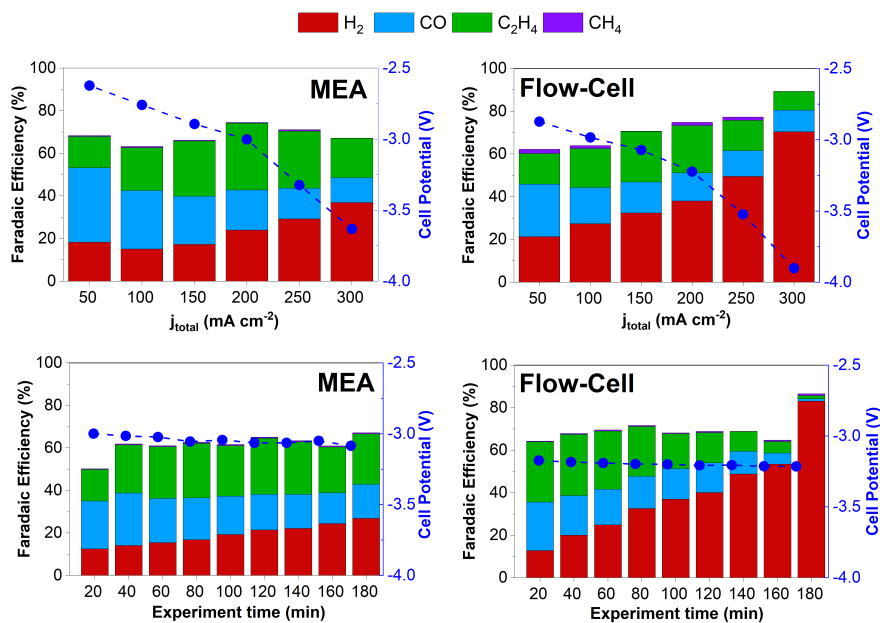 H₂ CO C₂H₄ CH₄
MEA
Faradaic Efficiency (%)
100
80
60
40
20
0
50 100 150 200 250 300
j_total (mA cm⁻²)
-2.5
-3.0
-3.5
-4.0
Cell Potential (V)
Flow-Cell
Faradaic Efficiency (%)
100
80
60
40
20
0
50 100 150 200 250 300
j_total (mA cm⁻²)
-2.5
-3.0
-3.5
-4.0
Cell Potential (V)
MEA
Faradaic Efficiency (%)
100
80
60
40
20
0
20 40 60 80 100 120 140 160 180
Experiment time (min)
-2.5
-3.0
-3.5
-4.0
Cell Potential (V)
Flow-Cell
Faradaic Efficiency (%)
100
80
60
40
20
0
20 40 60 80 100 120 140 160 180
Experiment time (min)
-2.5
-3.0
-3.5
-4.0
Cell Potential (V)